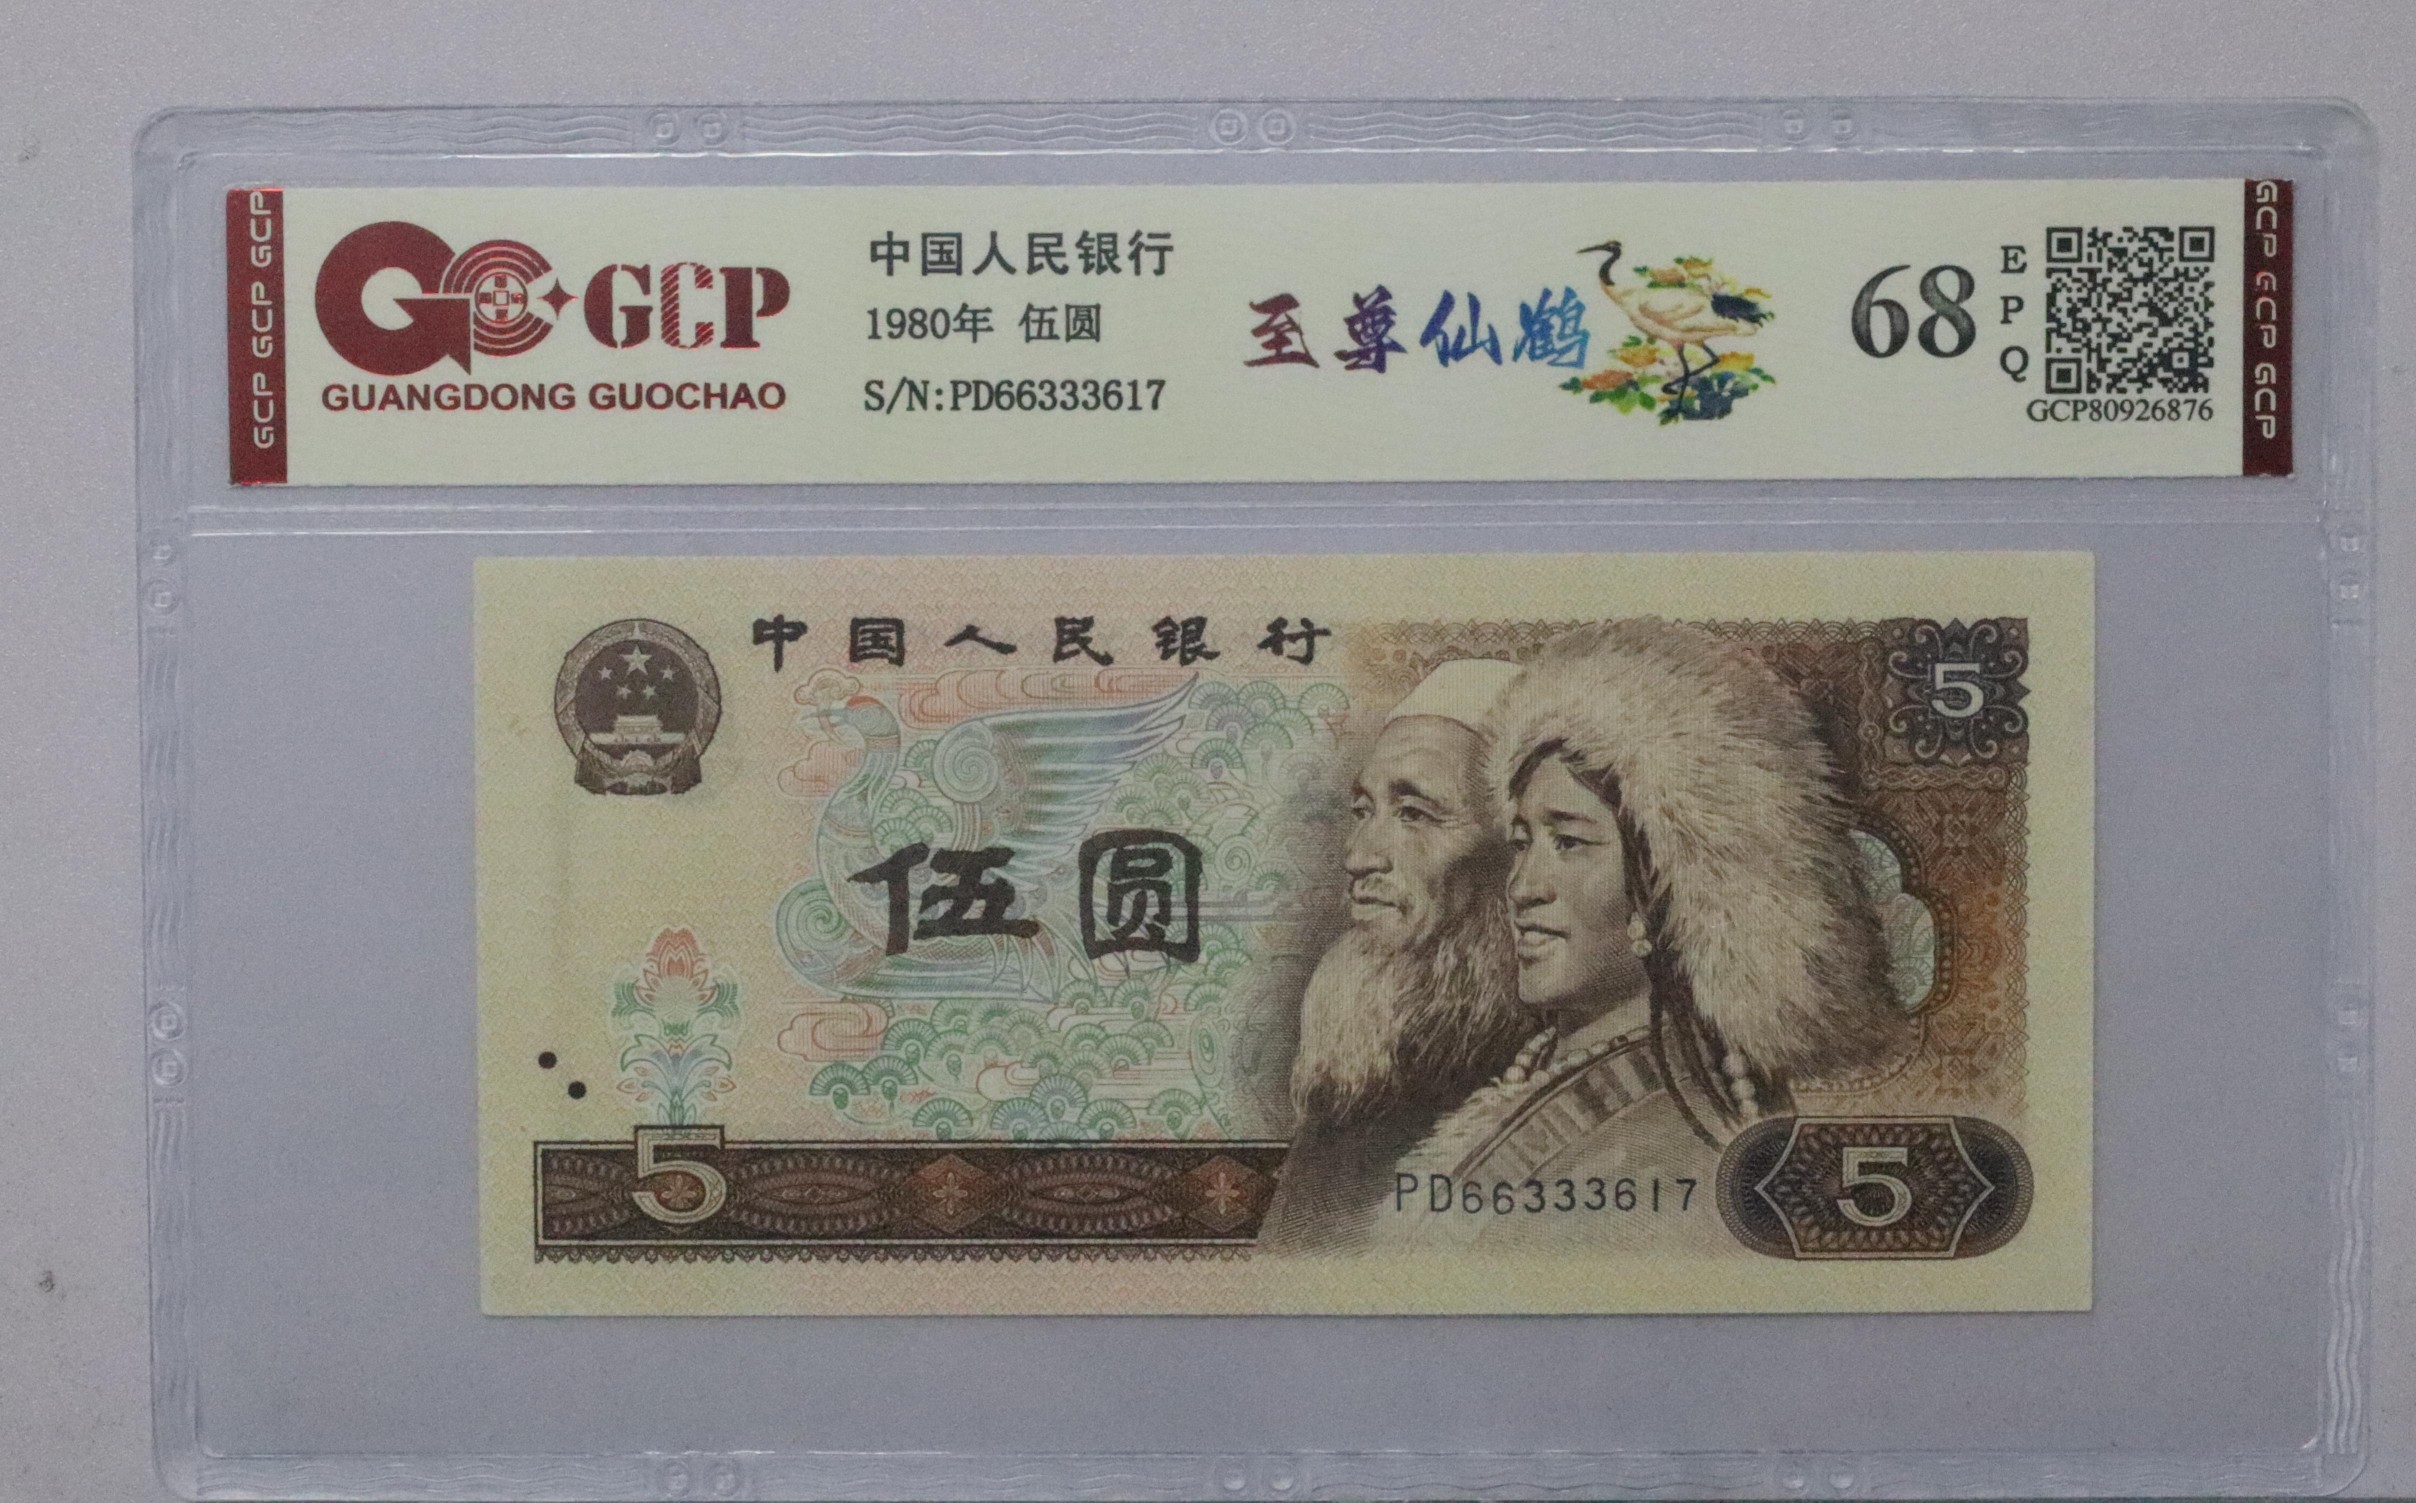 GCP GCP GCP
GCP
GUANGDONG GUOCHAO
中国人民银行
1980年 伍圆
S/N:PD66333617
至尊仙鹤
68
EPQ
GCP80926876
GCP GCP GCP
中国人民银行
5
伍圆
5
PD66333617
5